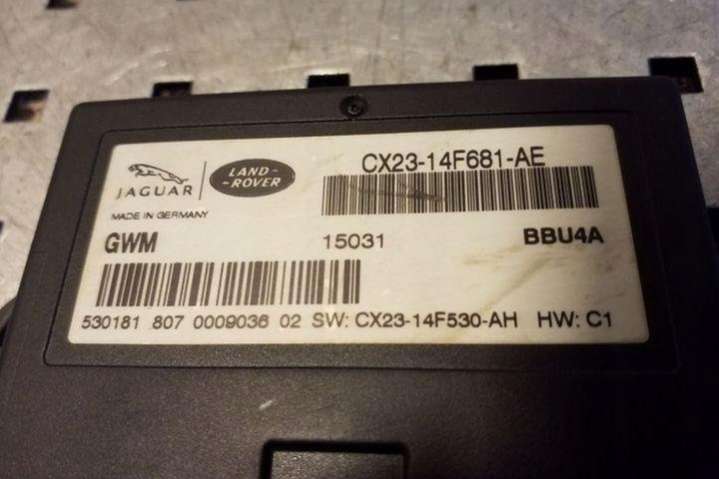 CX23-14F681-AE
JAGUAR
LAND-
-ROVER
MADE IN GERMANY
GWM 15031 BBU4A
530181 807 0009036 02 SW: CX23-14F530-AH HW: C1